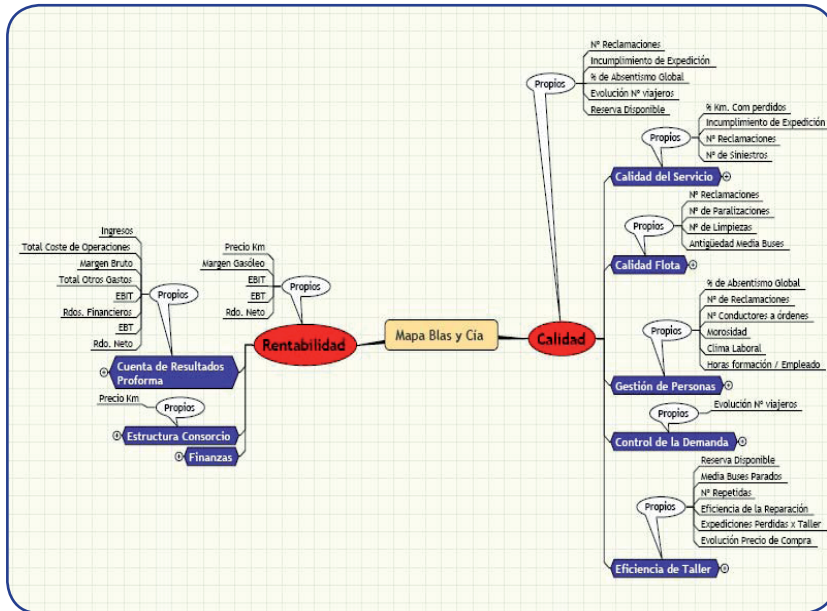 Mapa Blas y Cía
Rentabilidad
Propios
Precio Km
Margen Gasóleo
EBIT
EBT
Rdo. Neto
Cuenta de Resultados
Proforma
Propios
Ingresos
Total Coste de Operaciones
Margen Bruto
Total Otros Gastos
EBIT
Rdos. Financieros
EBT
Rdo. Neto
Estructura Consorcio
Propios
Precio Km
Finanzas
Calidad
Propios
Nº Reclamaciones
Incumplimiento de Expedición
% de Absentismo Global
Evolución Nº viajeros
Reserva Disponible
Calidad del Servicio
Propios
% Km. Com perdidos
Incumplimiento de Expedición
Nº Reclamaciones
Nº de Siniestros
Calidad Flota
Propios
Nº Reclamaciones
Nº de Paralizaciones
Nº de Limpiezas
Antigüedad Media Buses
Gestión de Personas
Propios
% de Absentismo Global
Nº de Reclamaciones
Nº Conductores a órdenes
Morosidad
Clima Laboral
Horas formación / Empleado
Control de la Demanda
Propios
Evolución Nº viajeros
Eficiencia de Taller
Propios
Reserva Disponible
Media Buses Parados
Nº Repetidas
Eficiencia de la Reparación
Expediciones Perdidas x Taller
Evolución Precio de Compra